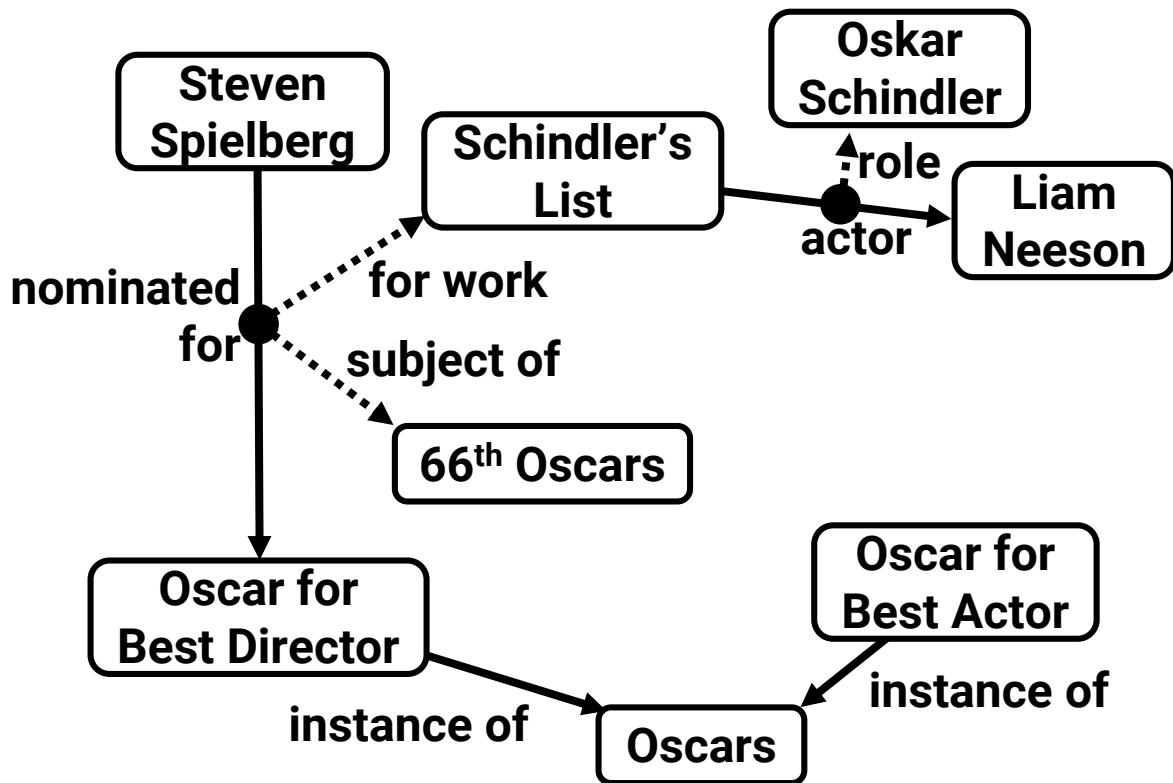 Oskar
Schindler
Steven
Spielberg
Schindler’s
List
role
Liam
Neeson
actor
nominated
for
for work
subject of
66th Oscars
Oscar for
Best Director
Oscar for
Best Actor
instance of
instance of
Oscars